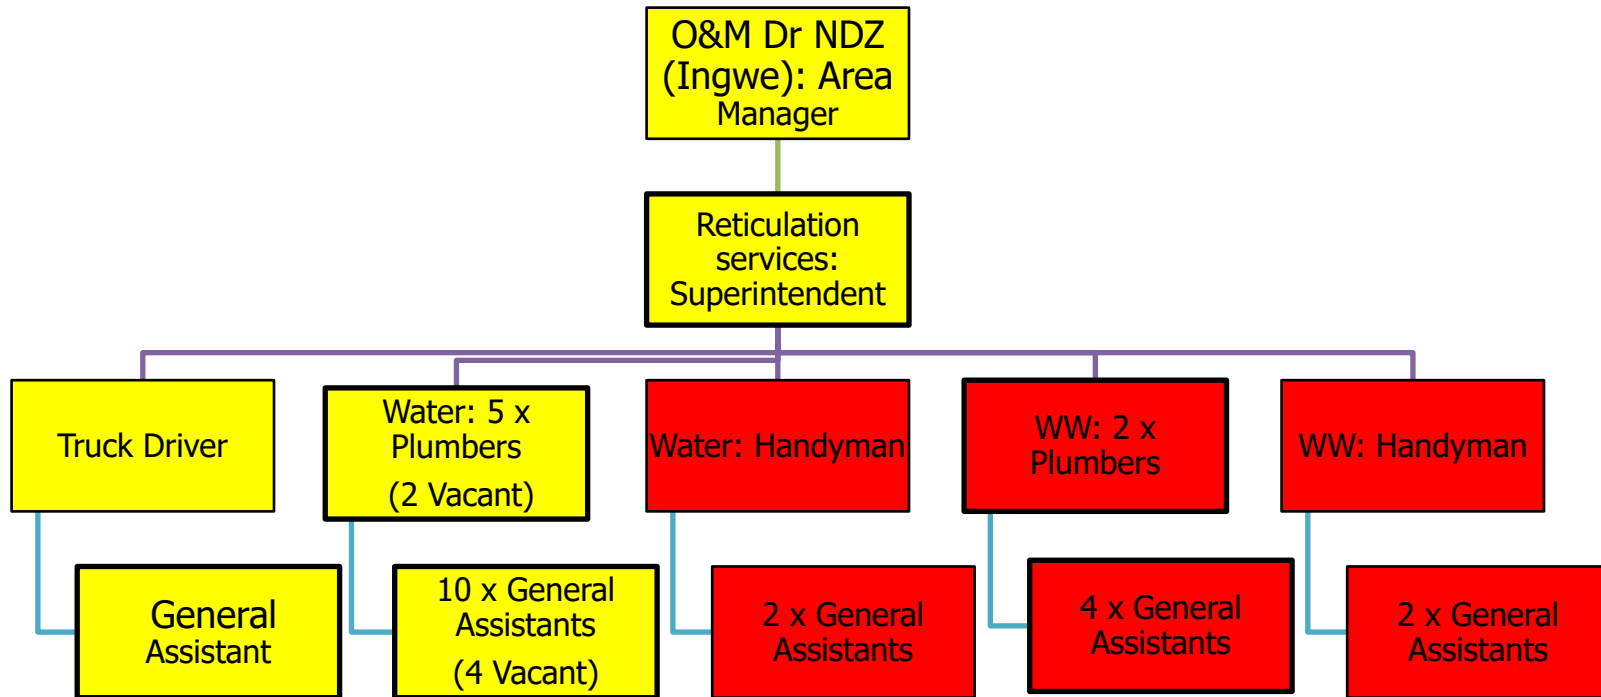 O&M Dr NDZ
(Ingwe): Area
Manager
Reticulation
services:
Superintendent
Truck Driver
Water: 5 x
Plumbers
(2 Vacant)
Water: Handyman
WW: 2 x
Plumbers
WW: Handyman
General
Assistant
10 x General
Assistants
(4 Vacant)
2 x General
Assistants
4 x General
Assistants
2 x General
Assistants